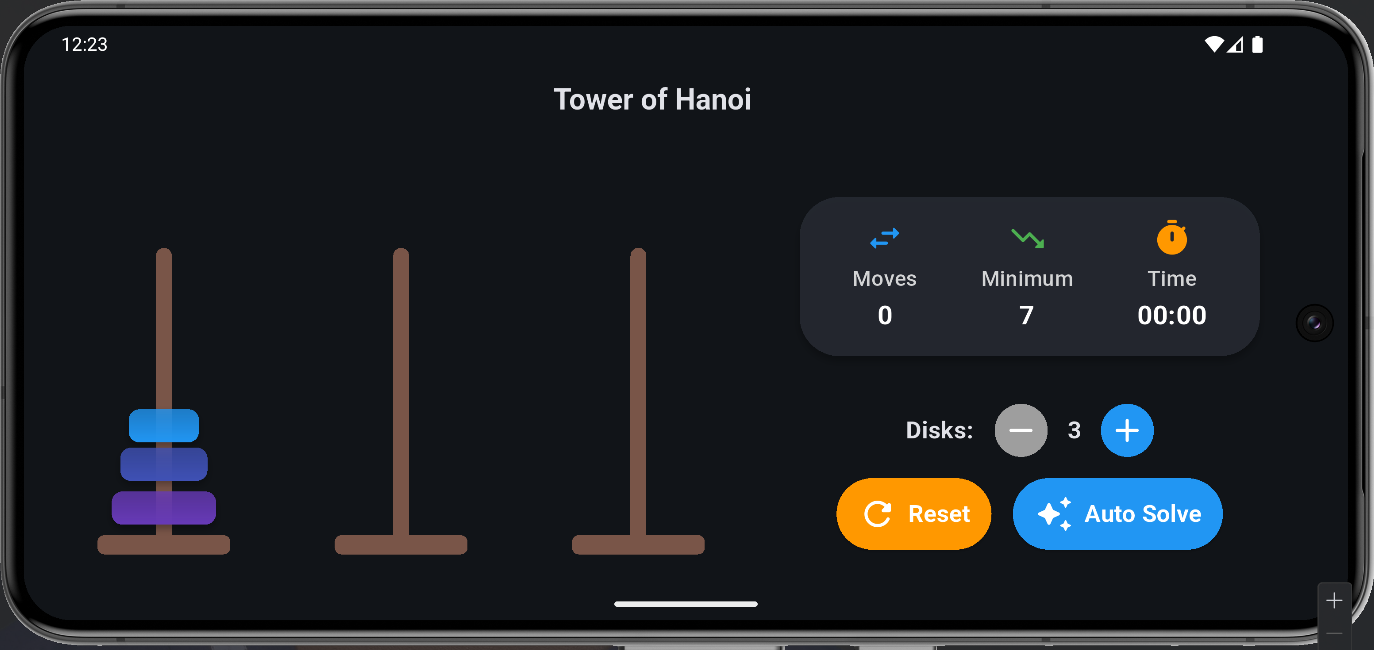 12:23
Tower of Hanoi
Moves
Minimum
Time
0
7
00:00
Disks:
3
Reset
Auto Solve